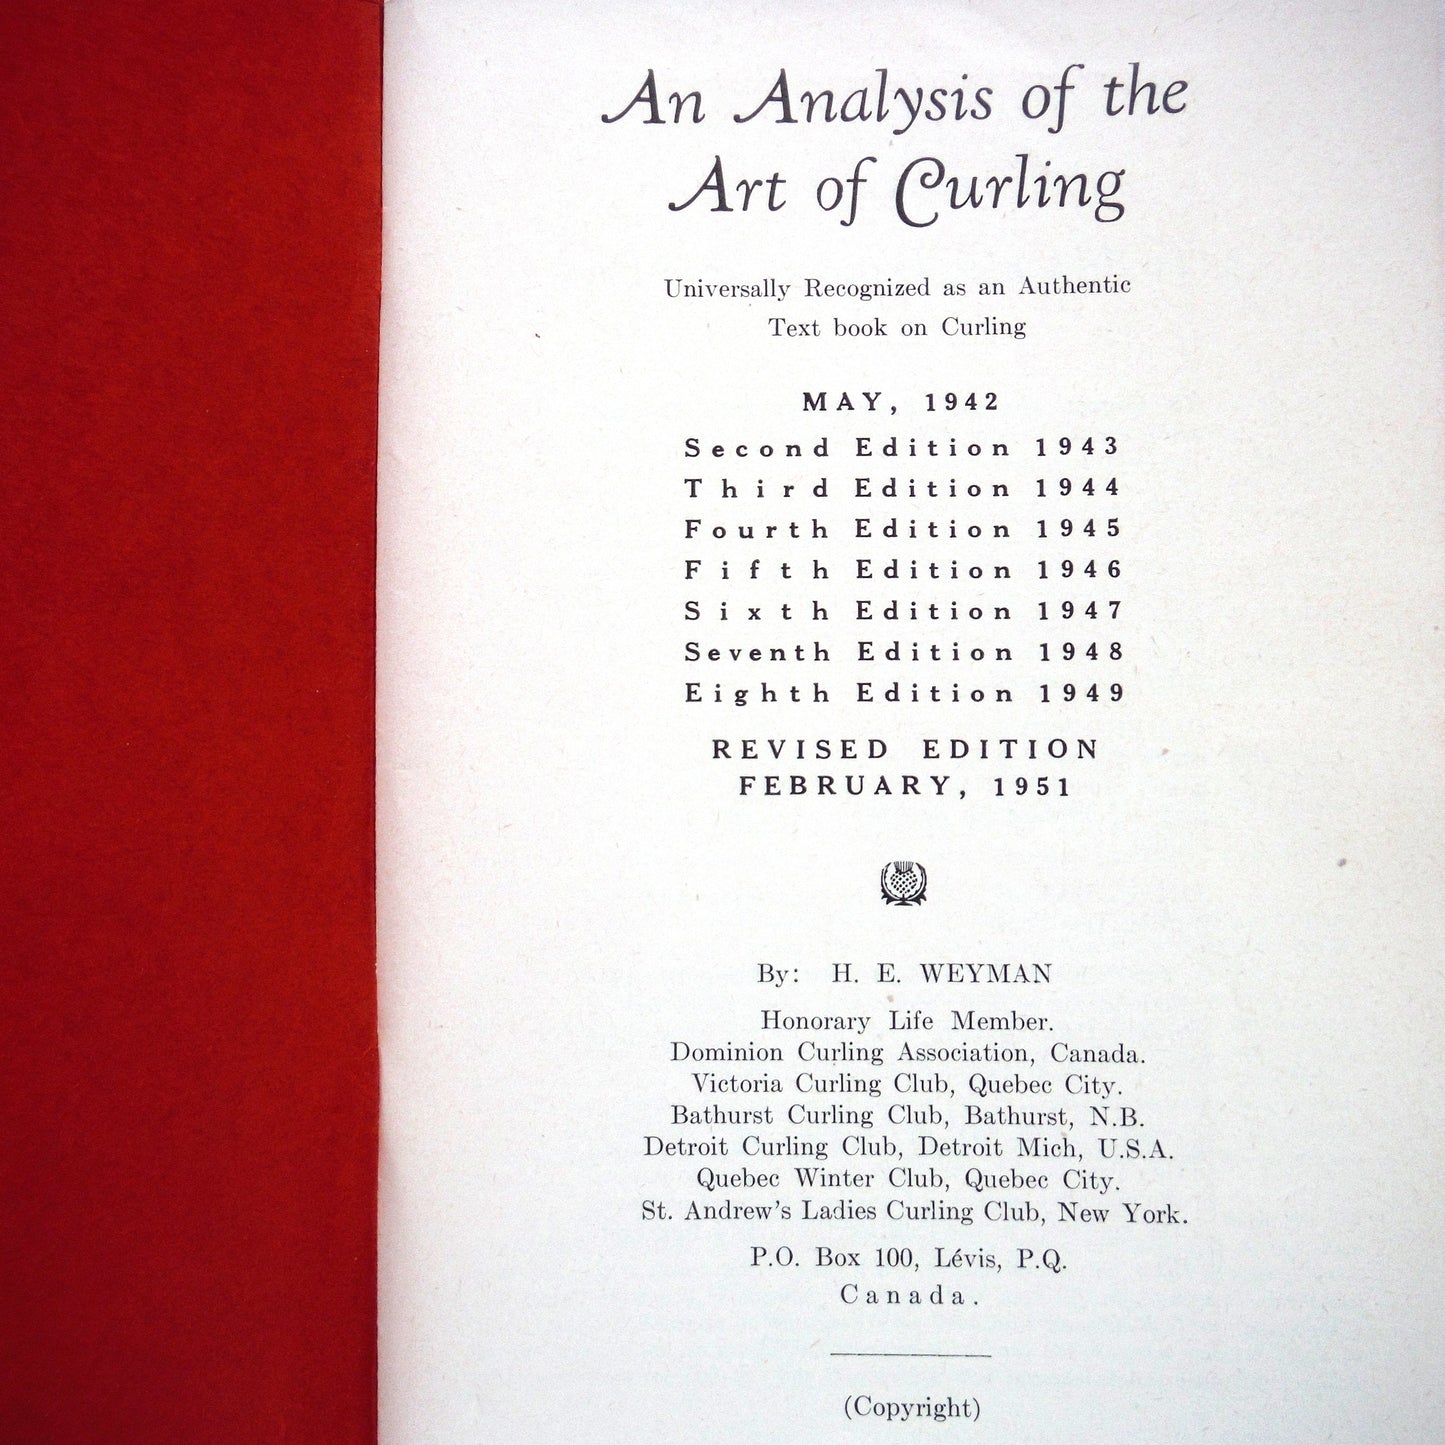 An Analysis of the
Art of Curling
Universally Recognized as an Authentic
Text book on Curling
MAY, 1942
Second Edition 1943
Third Edition 1944
Fourth Edition 1945
Fifth Edition 1946
Sixth Edition 1947
Seventh Edition 1948
Eighth Edition 1949
REVISED EDITION
FEBRUARY, 1951
By: H. E. WEYMAN
Honorary Life Member.
Dominion Curling Association, Canada.
Victoria Curling Club, Quebec City.
Bathurst Curling Club, Bathurst, N.B.
Detroit Curling Club, Detroit Mich, U.S.A.
Quebec Winter Club, Quebec City.
St. Andrew's Ladies Curling Club, New York.
P.O. Box 100, Lévis, P.Q.
Canada.
(Copyright)